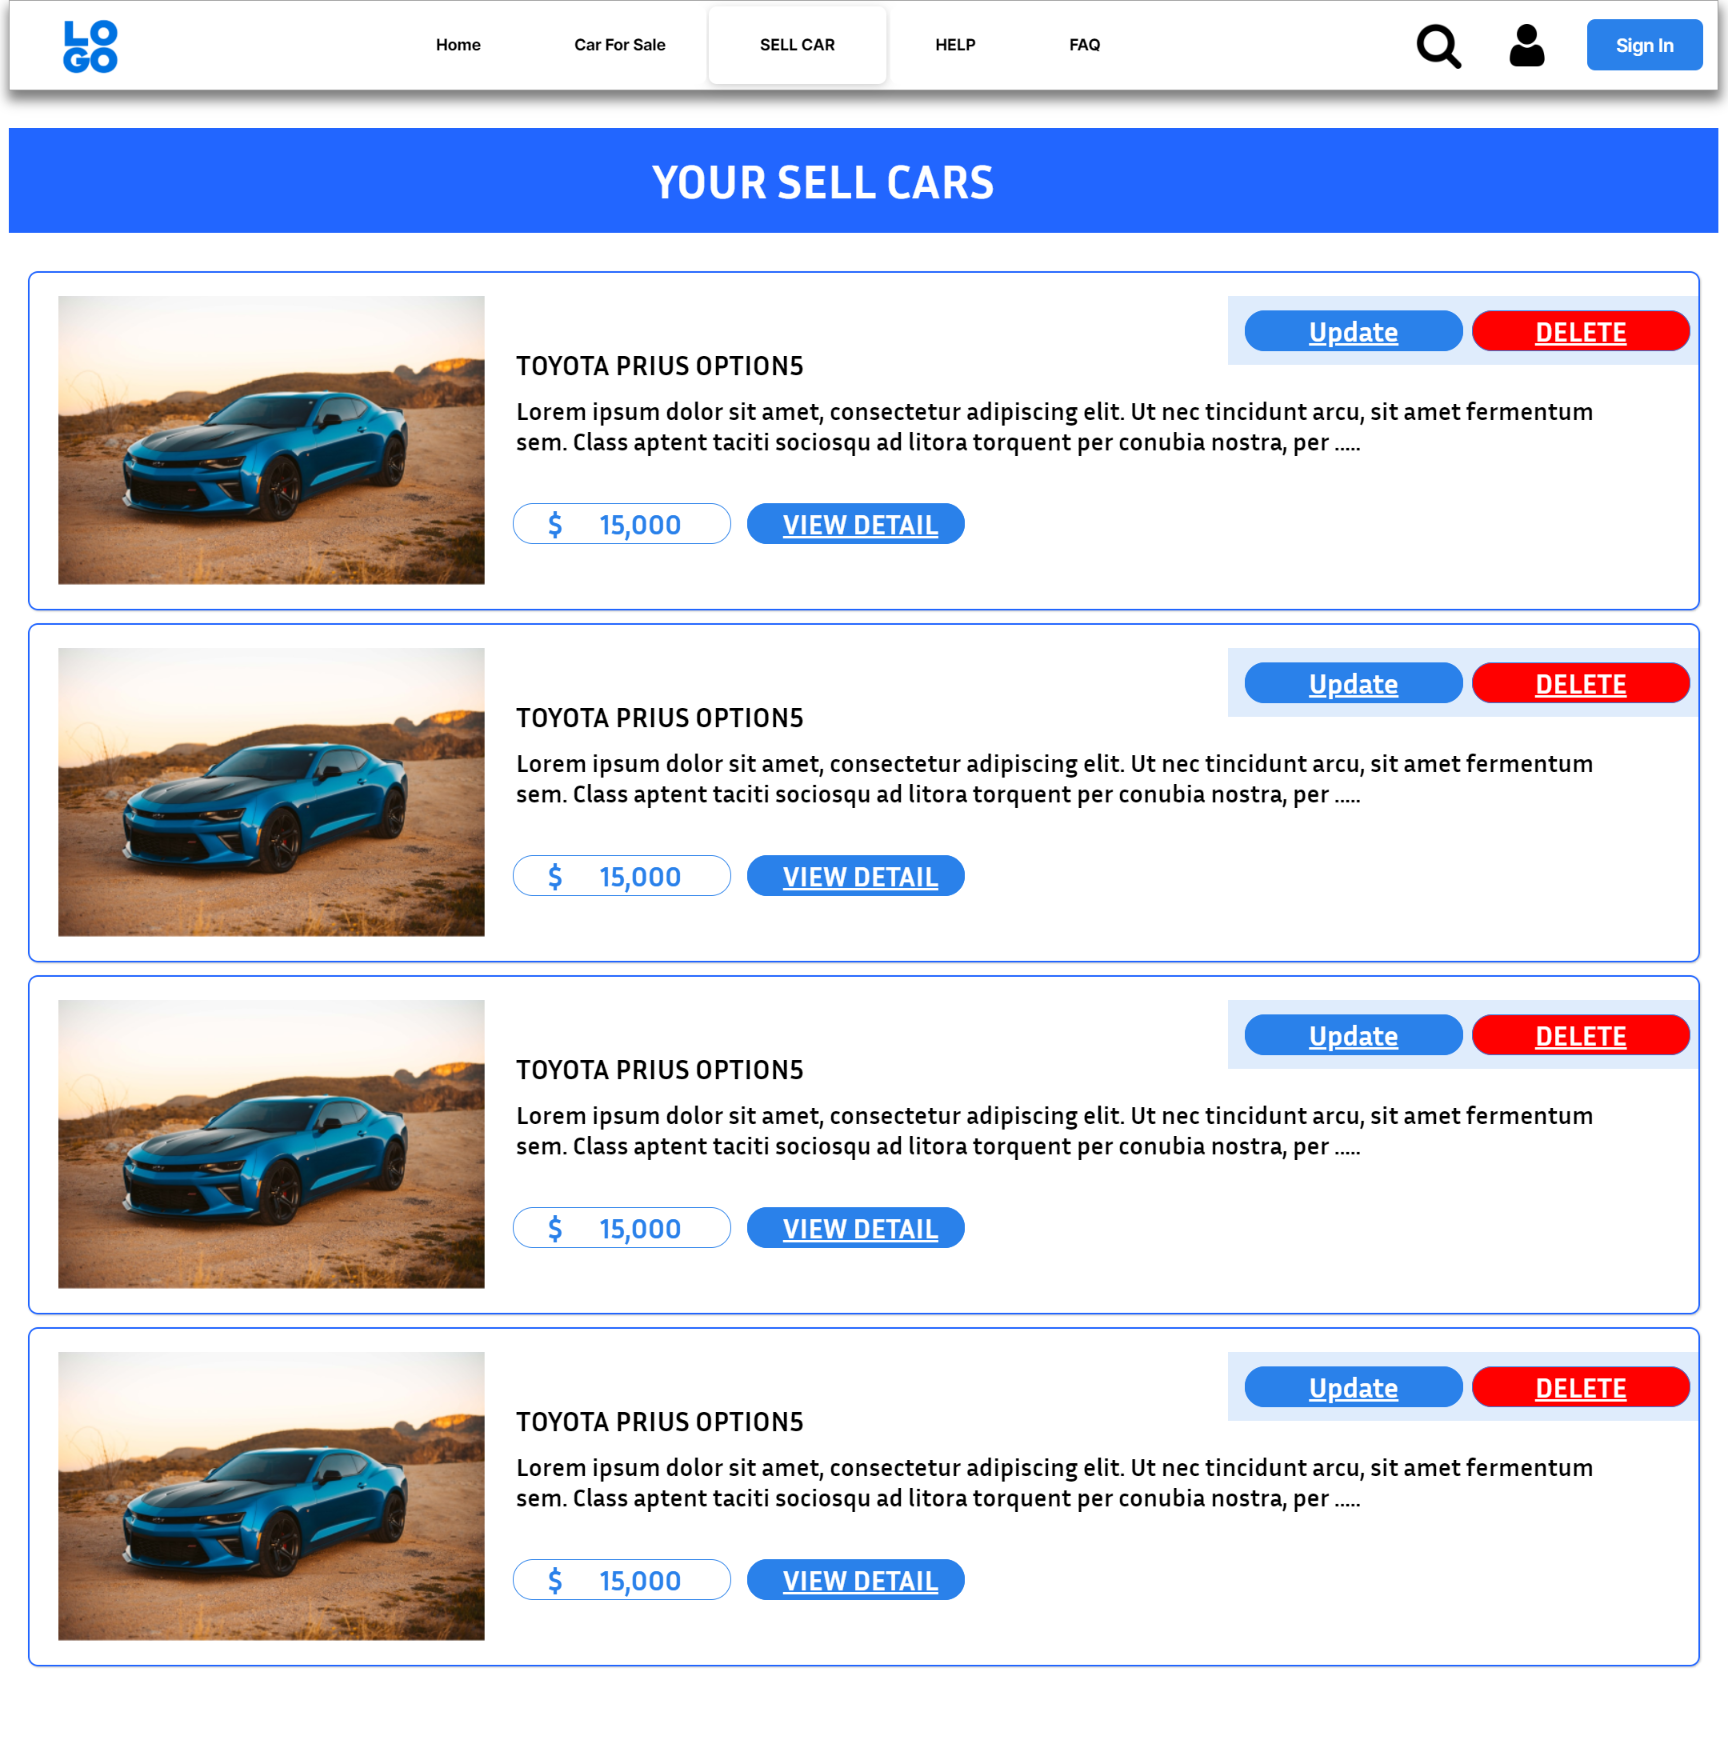 LO
GO
Home Car For Sale SELL CAR HELP FAQ Sign In
YOUR SELL CARS
Update DELETE
TOYOTA PRIUS OPTION5
Lorem ipsum dolor sit amet, consectetur adipiscing elit. Ut nec tincidunt arcu, sit amet fermentum
sem. Class aptent taciti sociosqu ad litora torquent per conubia nostra, per .....
$ 15,000 VIEW DETAIL
Update DELETE
TOYOTA PRIUS OPTION5
Lorem ipsum dolor sit amet, consectetur adipiscing elit. Ut nec tincidunt arcu, sit amet fermentum
sem. Class aptent taciti sociosqu ad litora torquent per conubia nostra, per .....
$ 15,000 VIEW DETAIL
Update DELETE
TOYOTA PRIUS OPTION5
Lorem ipsum dolor sit amet, consectetur adipiscing elit. Ut nec tincidunt arcu, sit amet fermentum
sem. Class aptent taciti sociosqu ad litora torquent per conubia nostra, per .....
$ 15,000 VIEW DETAIL
Update DELETE
TOYOTA PRIUS OPTION5
Lorem ipsum dolor sit amet, consectetur adipiscing elit. Ut nec tincidunt arcu, sit amet fermentum
sem. Class aptent taciti sociosqu ad litora torquent per conubia nostra, per .....
$ 15,000 VIEW DETAIL